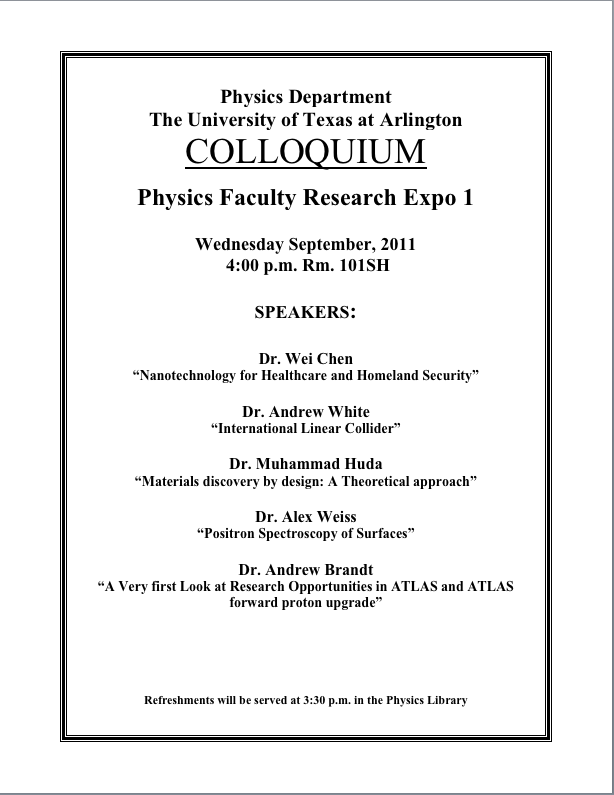 Physics Department
The University of Texas at Arlington
COLLOQUIUM
Physics Faculty Research Expo 1
Wednesday September, 2011
4:00 p.m. Rm. 101SH
SPEAKERS:
Dr. Wei Chen
“Nanotechnology for Healthcare and Homeland Security”
Dr. Andrew White
“International Linear Collider”
Dr. Muhammad Huda
“Materials discovery by design: A Theoretical approach”
Dr. Alex Weiss
“Positron Spectroscopy of Surfaces”
Dr. Andrew Brandt
“A Very first Look at Research Opportunities in ATLAS and ATLAS
forward proton upgrade”
Refreshments will be served at 3:30 p.m. in the Physics Library